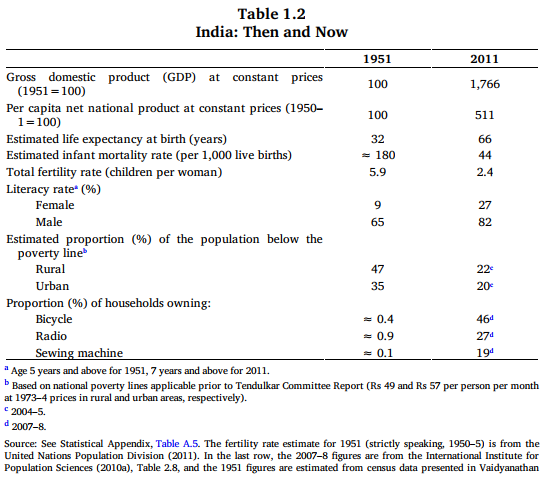 Table 1.2
India: Then and Now
1951 2011
Gross domestic product (GDP) at constant prices
(1951 = 100) 100 1,766
Per capita net national product at constant prices (1950–
1 = 100) 100 511
Estimated life expectancy at birth (years) 32 66
Estimated infant mortality rate (per 1,000 live births) ≈ 180 44
Total fertility rate (children per woman) 5.9 2.4
Literacy rateᵃ (%)
Female 9 27
Male 65 82
Estimated proportion (%) of the population below the
poverty lineᵇ
Rural 47 22ᶜ
Urban 35 20ᶜ
Proportion (%) of households owning:
Bicycle ≈ 0.4 46ᵈ
Radio ≈ 0.9 27ᵈ
Sewing machine ≈ 0.1 19ᵈ
ᵃ Age 5 years and above for 1951, 7 years and above for 2011.
ᵇ Based on national poverty lines applicable prior to Tendulkar Committee Report (Rs 49 and Rs 57 per person per month
at 1973–4 prices in rural and urban areas, respectively).
ᶜ 2004–5.
ᵈ 2007–8.
Source: See Statistical Appendix, Table A.5. The fertility rate estimate for 1951 (strictly speaking, 1950–5) is from the
United Nations Population Division (2011). In the last row, the 2007–8 figures are from the International Institute for
Population Sciences (2010a), Table 2.8, and the 1951 figures are estimated from census data presented in Vaidyanathan